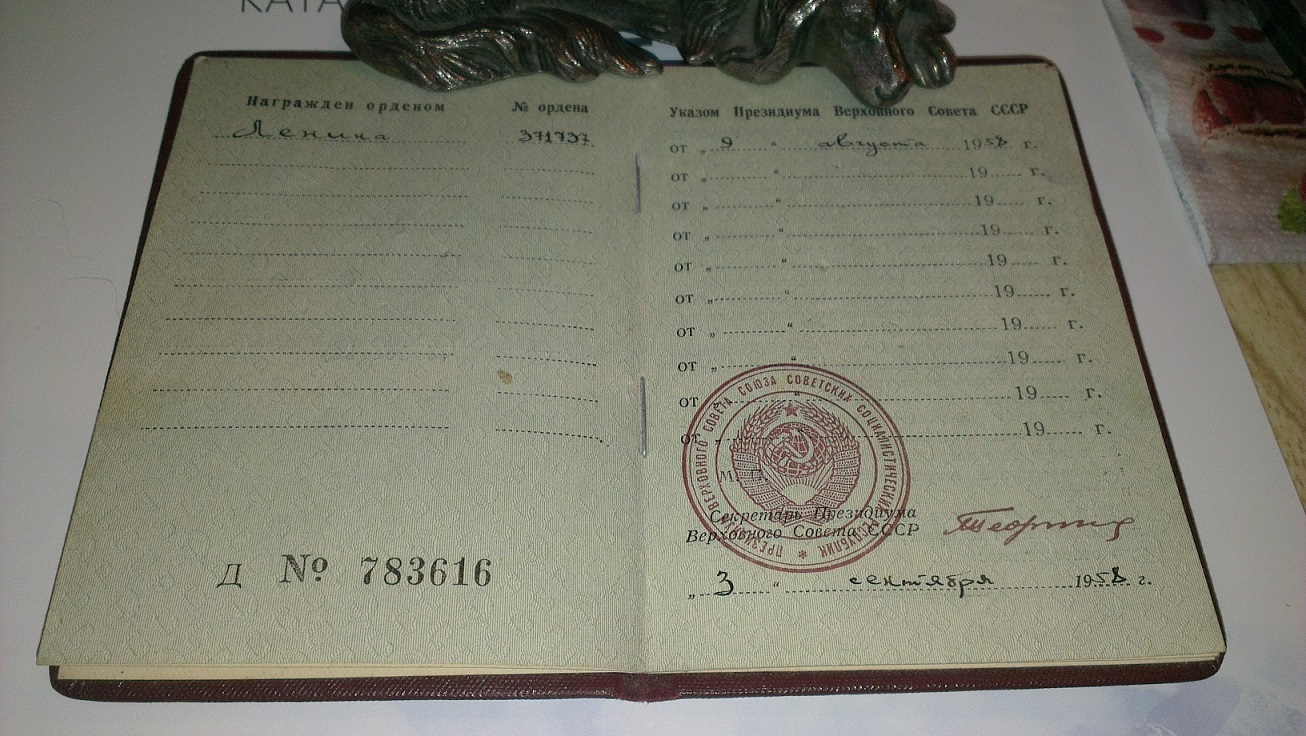 КАТА
Награжден орденом № ордена
Ленина 371737
Д № 783616
Указом Президиума Верховного Совета СССР
от „ 9 “ августа 1958 г.
от „ “ 19 г.
от „ “ 19 г.
от „ “ 19 г.
от „ “ 19 г.
от „ “ 19 г.
от „ “ 19 г.
от „ “ 19 г.
от „ “ 19 г.
от „ “ 19 г.
ПРЕЗИДИУМ ВЕРХОВНОГО СОВЕТА СОЮЗА СОВЕТСКИХ СОЦИАЛИСТИЧЕСКИХ РЕСПУБЛИК
М. П.
Секретарь Президиума
Верховного Совета СССР
„ 3 “ сентября 1958 г.